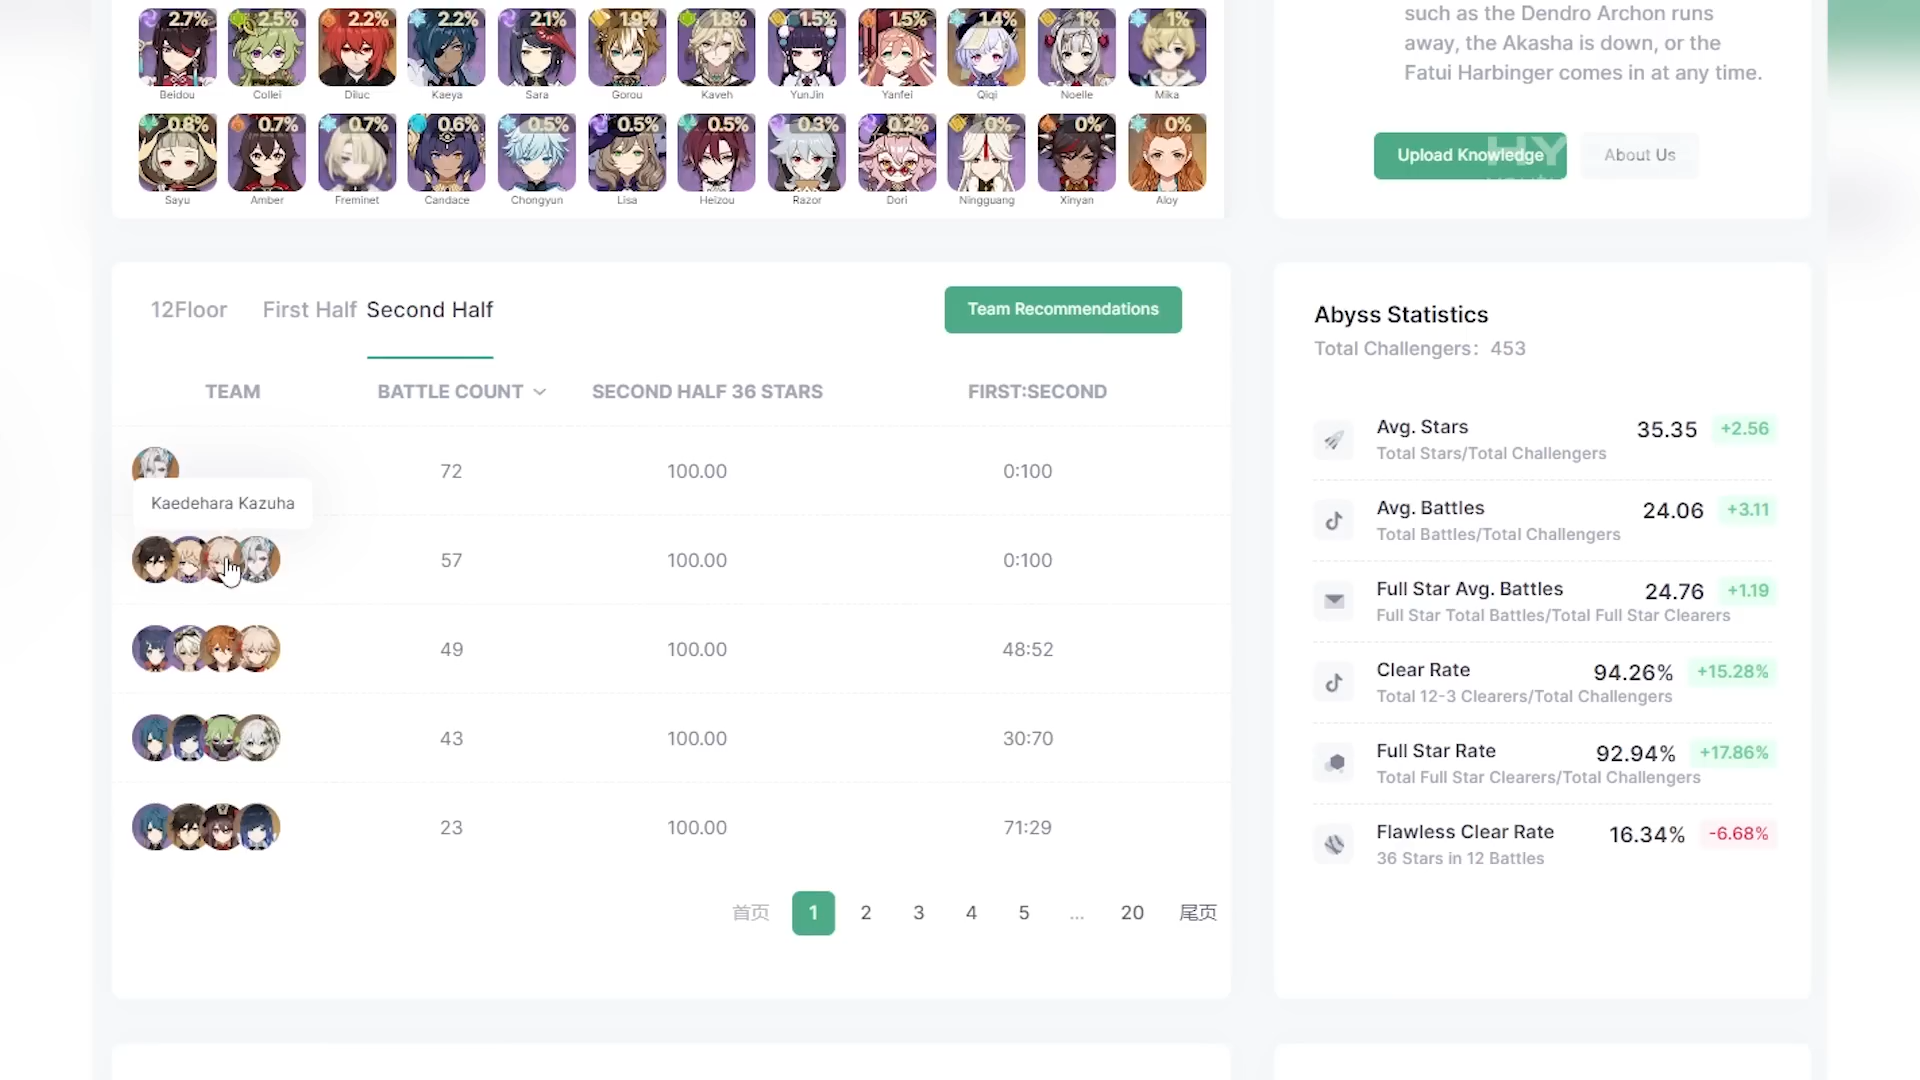 2.7% 2.5% 2.2% 2.2% 2.1% 1.9% 1.8% 1.5% 1.5% 1.4% 1% 1%
Beidou Collei Diluc Kaeya Sara Gorou Kaveh YunJin Yanfei Qiqi Noelle Mika
0.8% 0.7% 0.7% 0.6% 0.5% 0.5% 0.5% 0.3% 0.2% 0% 0% 0%
Sayu Amber Freminet Candace Chongyun Lisa Heizou Razor Dori Ningguang Xinyan Aloy
such as the Dendro Archon runs
away, the Akasha is down, or the
Fatui Harbinger comes in at any time.
Upload Knowledge About Us
HY
12Floor First Half Second Half
Team Recommendations
TEAM BATTLE COUNT SECOND HALF 36 STARS FIRST:SECOND
72 100.00 0:100
Kaedehara Kazuha
57 100.00 0:100
49 100.00 48:52
43 100.00 30:70
23 100.00 71:29
首页 1 2 3 4 5 ... 20 尾页
Abyss Statistics
Total Challengers: 453
Avg. Stars 35.35 +2.56
Total Stars/Total Challengers
Avg. Battles 24.06 +3.11
Total Battles/Total Challengers
Full Star Avg. Battles 24.76 +1.19
Full Star Total Battles/Total Full Star Clearers
Clear Rate 94.26% +15.28%
Total 12-3 Clearers/Total Challengers
Full Star Rate 92.94% +17.86%
Total Full Star Clearers/Total Challengers
Flawless Clear Rate 16.34% -6.68%
36 Stars in 12 Battles